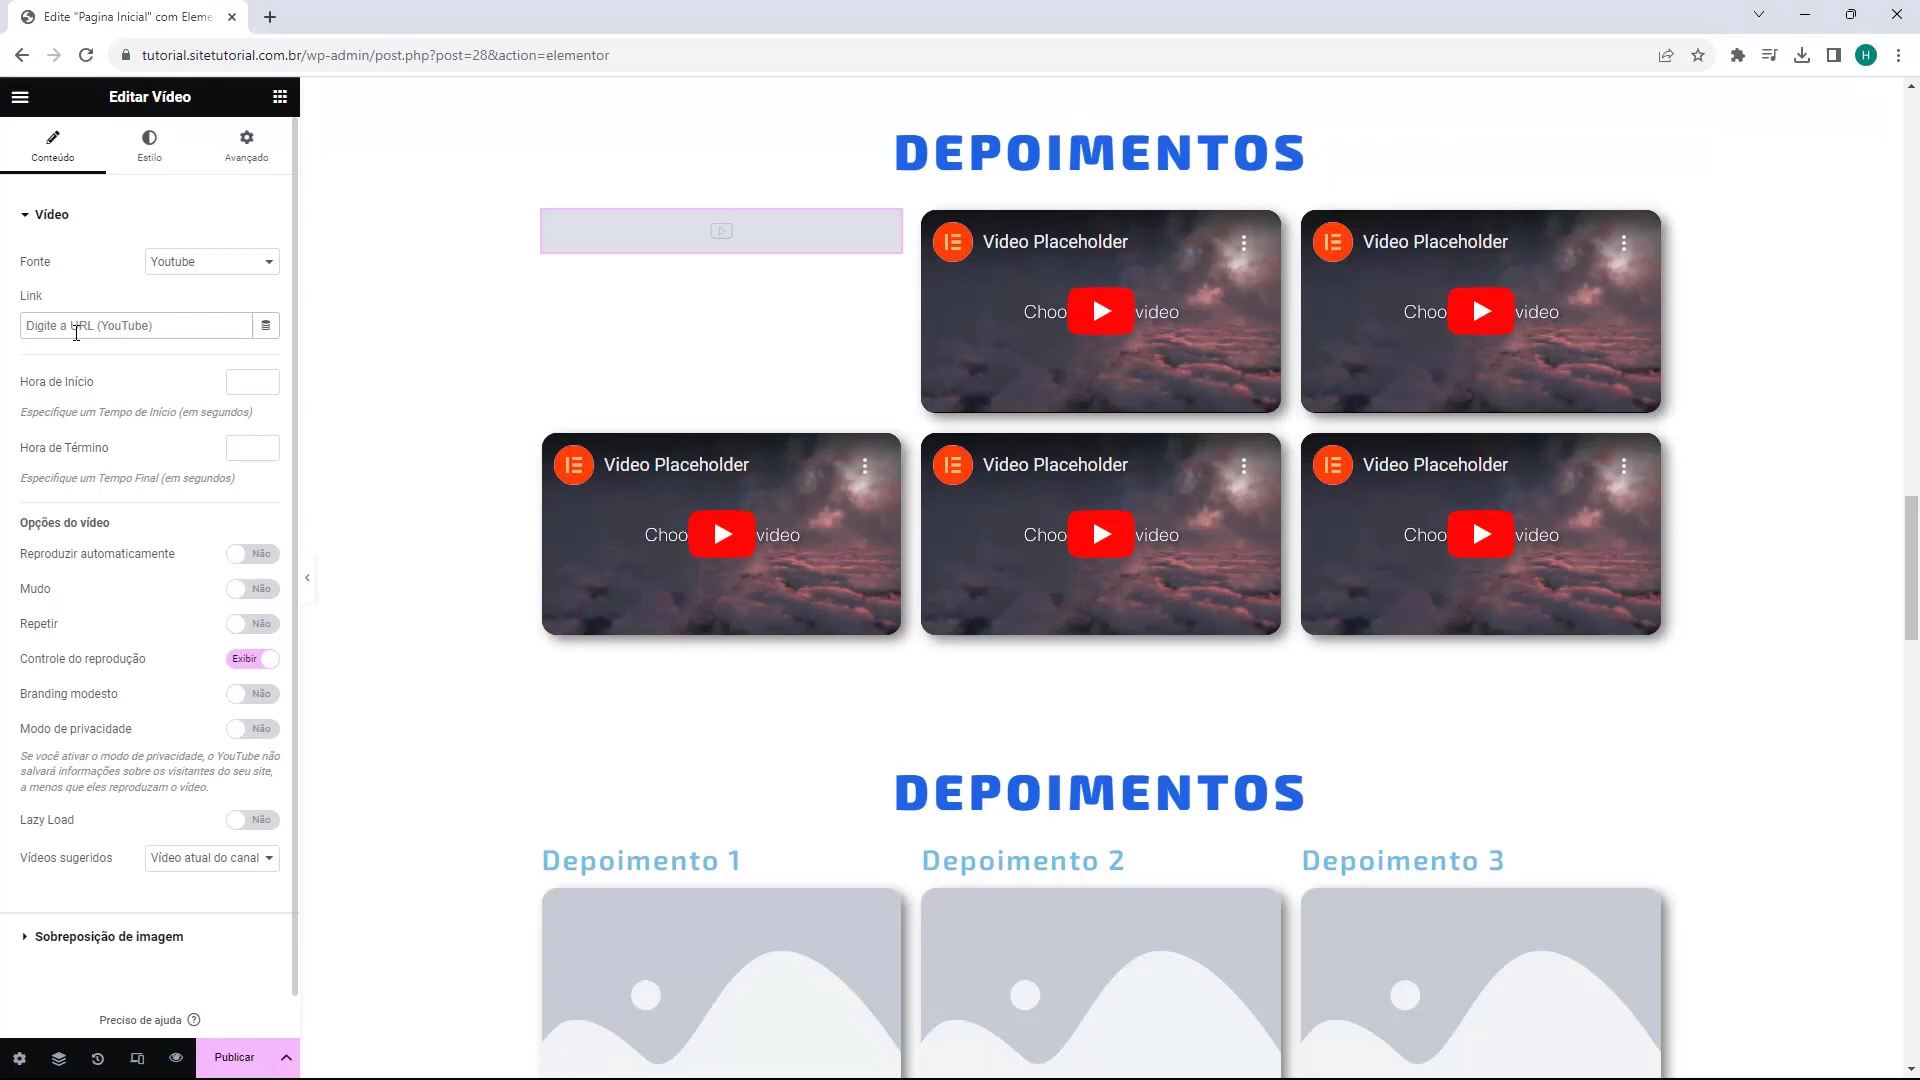 Edite "Pagina Inicial" com Eleme
tutorial.sitetutorial.com.br/wp-admin/post.php?post=28&action=elementor
H
Editar Vídeo
Conteúdo
Estilo
Avançado
Vídeo
Fonte
Youtube
Link
Digite a URL (YouTube)
Hora de Início
Especifique um Tempo de Início (em segundos)
Hora de Término
Especifique um Tempo Final (em segundos)
Opções do vídeo
Reproduzir automaticamente
Não
Mudo
Não
Repetir
Não
Controle do reprodução
Exibir
Branding modesto
Não
Modo de privacidade
Não
Se você ativar o modo de privacidade, o YouTube não
salvará informações sobre os visitantes do seu site,
a menos que eles reproduzam o vídeo.
Lazy Load
Não
Vídeos sugeridos
Vídeo atual do canal
Sobreposição de imagem
Preciso de ajuda
Publicar
DEPOIMENTOS
Video Placeholder
Choo video
Video Placeholder
Choo video
Video Placeholder
Choo video
Video Placeholder
Choo video
Video Placeholder
Choo video
DEPOIMENTOS
Depoimento 1
Depoimento 2
Depoimento 3